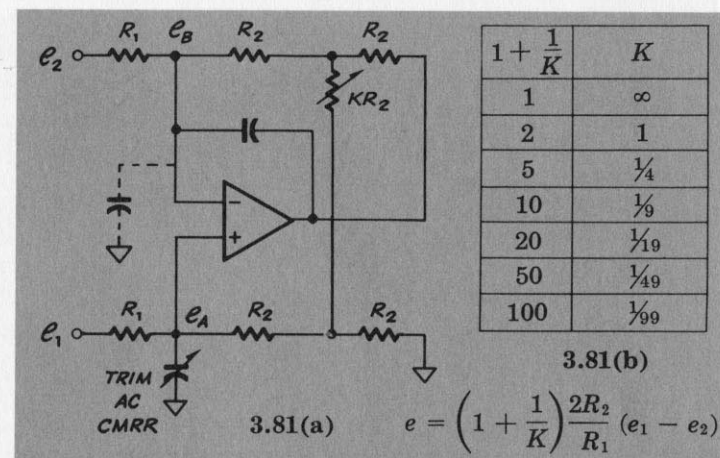 R₁
e_B
R₂
R₂
e₂
KR₂
−
+
R₁
e_A
R₂
R₂
e₁
TRIM
AC
CMRR
3.81(a)
1 + 1/K K
1 ∞
2 1
5 ¼
10 ⅑
20 1/19
50 1/49
100 1/99
3.81(b)
e = (1 + 1/K) 2R₂/R₁ (e₁ − e₂)